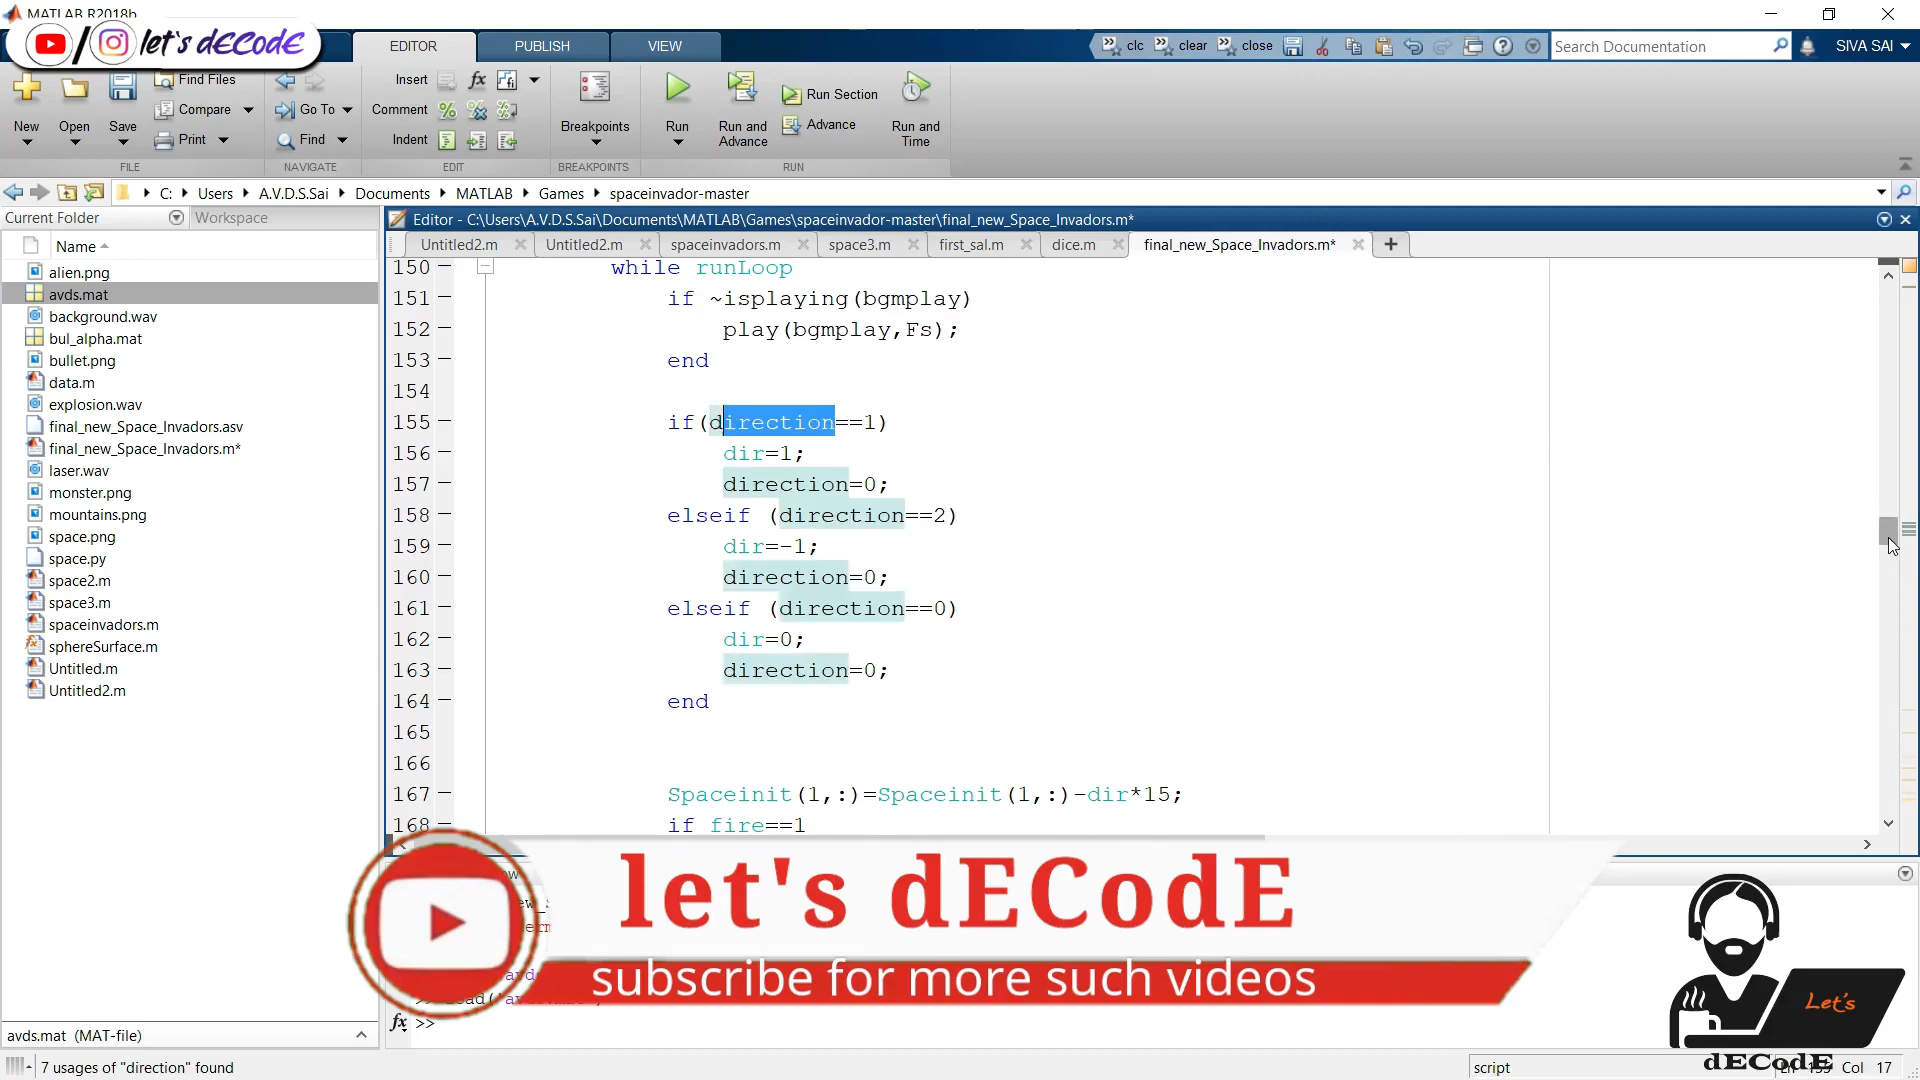 MATLAB R2018b
let's dECodE
EDITOR
PUBLISH
VIEW
clc
clear
close
Search Documentation
SIVA SAI
New
Open
Save
Find Files
Compare
Print
FILE
Go To
Find
NAVIGATE
Insert
Comment
Indent
EDIT
Breakpoints
BREAKPOINTS
Run
Run and
Advance
Run Section
Advance
Run and
Time
RUN
C:
Users
A.V.D.S.Sai
Documents
MATLAB
Games
spaceinvador-master
Current Folder
Workspace
Name
alien.png
avds.mat
background.wav
bul_alpha.mat
bullet.png
data.m
explosion.wav
final_new_Space_Invadors.asv
final_new_Space_Invadors.m*
laser.wav
monster.png
mountains.png
space.png
space.py
space2.m
space3.m
spaceinvadors.m
sphereSurface.m
Untitled.m
Untitled2.m
avds.mat (MAT-file)
Editor - C:\Users\A.V.D.S.Sai\Documents\MATLAB\Games\spaceinvador-master\final_new_Space_Invadors.m*
Untitled2.m
Untitled2.m
spaceinvadors.m
space3.m
first_sal.m
dice.m
final_new_Space_Invadors.m*
150 while runLoop
151 if ~isplaying(bgmplay)
152 play(bgmplay,Fs);
153 end
154
155 if(direction==1)
156 dir=1;
157 direction=0;
158 elseif (direction==2)
159 dir=-1;
160 direction=0;
161 elseif (direction==0)
162 dir=0;
163 direction=0;
164 end
165
166
167 Spaceinit(1,:)=Spaceinit(1,:)-dir*15;
168 if fire==1
let's dECodE
subscribe for more such videos
fx >>
Let's
dECodE
7 usages of "direction" found
script
Col 17